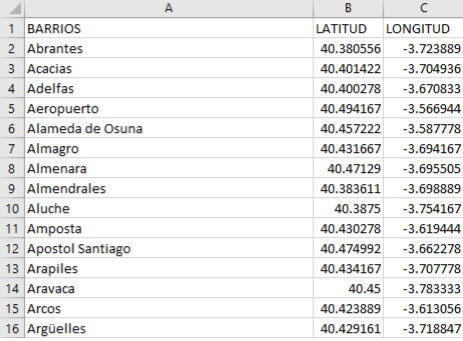 A B C
1 BARRIOS LATITUD LONGITUD
2 Abrantes 40.380556 -3.723889
3 Acacias 40.401422 -3.704936
4 Adelfas 40.400278 -3.670833
5 Aeropuerto 40.494167 -3.566944
6 Alameda de Osuna 40.457222 -3.587778
7 Almagro 40.431667 -3.694167
8 Almenara 40.47129 -3.695505
9 Almendrales 40.383611 -3.698889
10 Aluche 40.3875 -3.754167
11 Amposta 40.430278 -3.619444
12 Apostol Santiago 40.474992 -3.662278
13 Arapiles 40.434167 -3.707778
14 Aravaca 40.45 -3.783333
15 Arcos 40.423889 -3.613056
16 Argüelles 40.429161 -3.718847